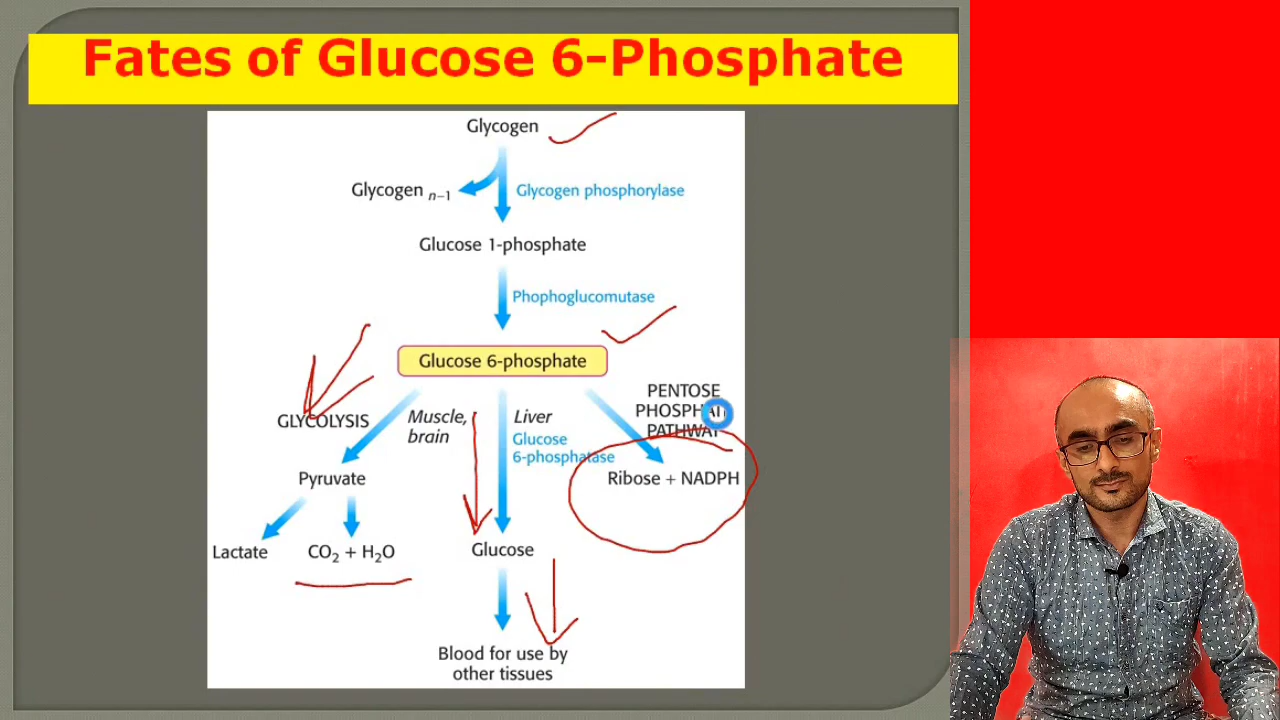 Fates of Glucose 6-Phosphate
Glycogen
Glycogen n–1
Glycogen phosphorylase
Glucose 1-phosphate
Phophoglucomutase
Glucose 6-phosphate
GLYCOLYSIS
Muscle,
brain
Liver
Glucose
6-phosphatase
PENTOSE
PHOSPHATE
PATHWAY
Pyruvate
Ribose + NADPH
Lactate
CO₂ + H₂O
Glucose
Blood for use by
other tissues